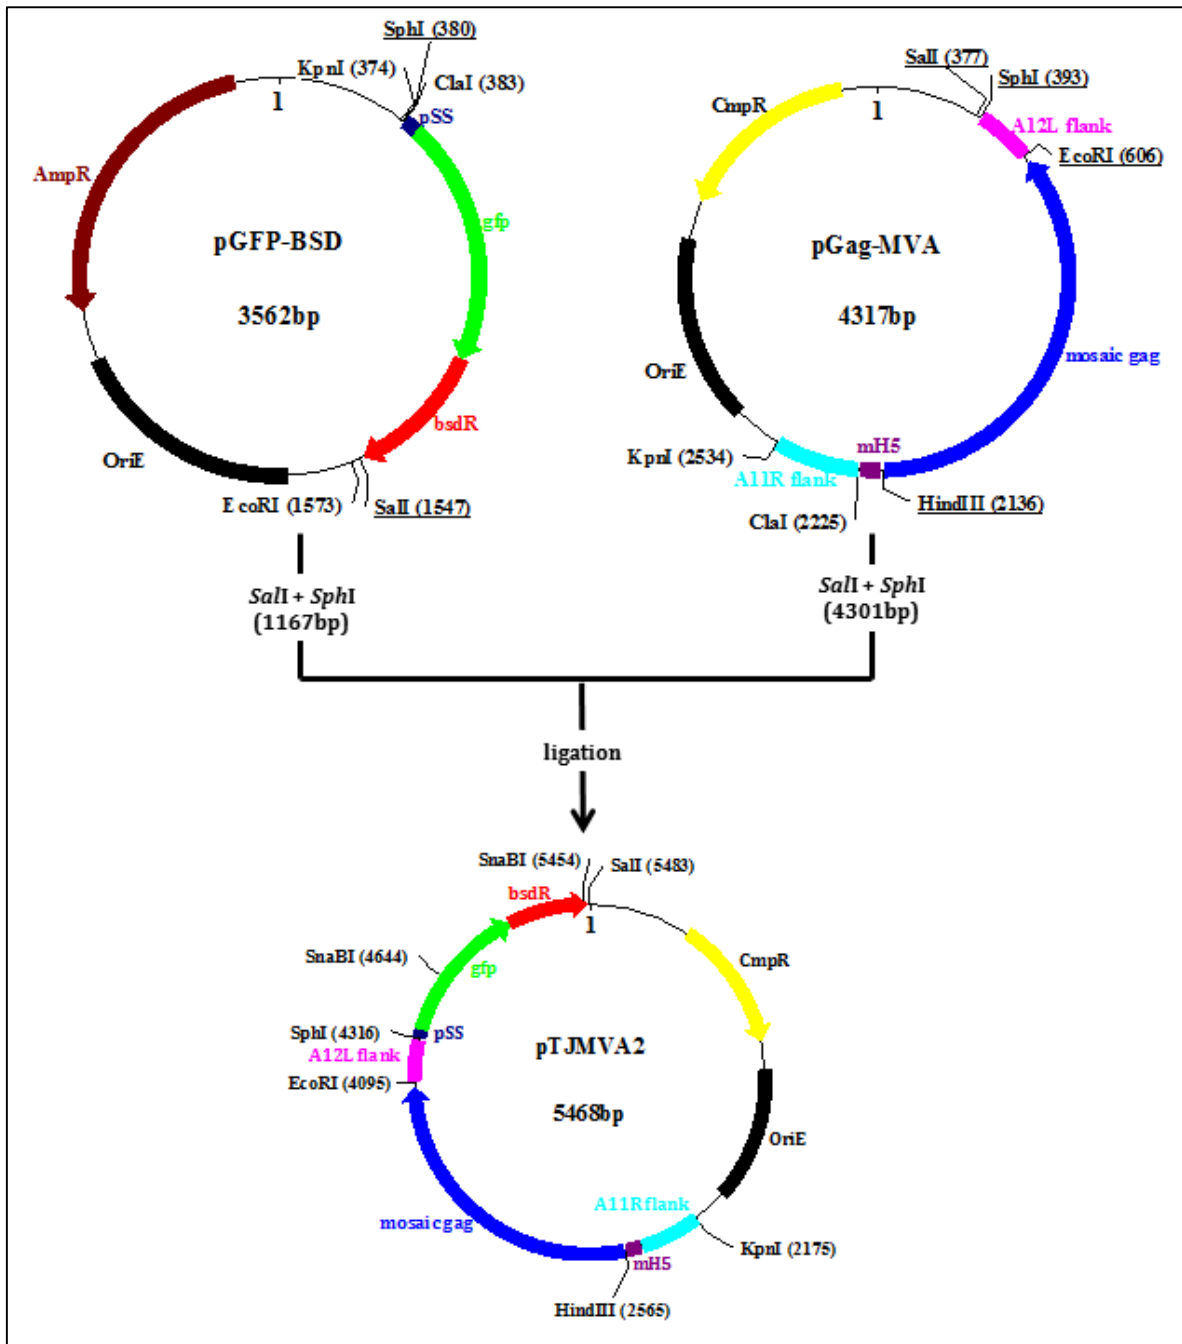 SphI (380)
KpnI (374)
ClaI (383)
1
pSS
AmpR
gfp
pGFP-BSD
3562bp
bsdR
OriE
EcoRI (1573)
SalI (1547)
SalI (377)
SphI (393)
CmpR
1
A12L flank
EcoRI (606)
pGag-MVA
4317bp
mosaic gag
OriE
mH5
KpnI (2534)
A11R flank
HindIII (2136)
ClaI (2225)
SalI + SphI
(1167bp)
SalI + SphI
(4301bp)
ligation
SnaBI (5454)
SalI (5483)
bsdR
1
SnaBI (4644)
gfp
CmpR
SphI (4316)
pSS
A12L flank
pTJMVA2
EcoRI (4095)
5468bp
OriE
A11R flank
mosaic gag
KpnI (2175)
mH5
HindIII (2565)